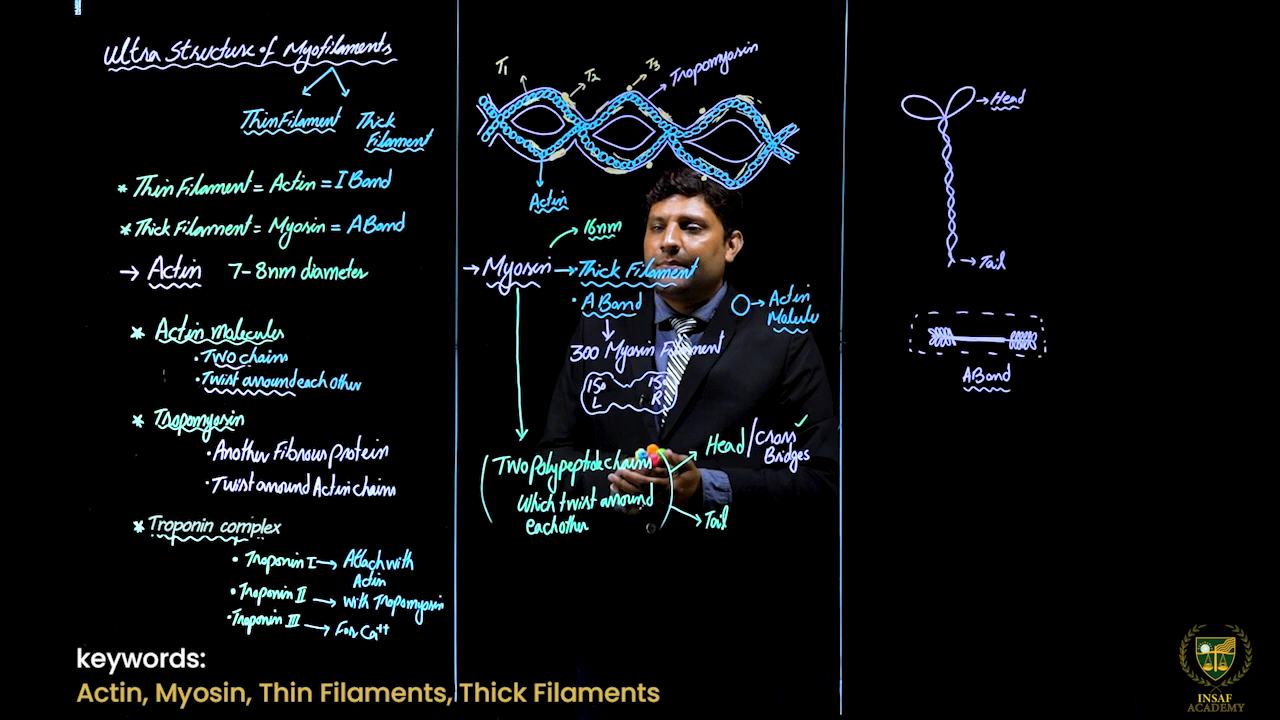 Ultra Structure of Myofilaments
Thin Filament
Thick
Filament
* Thin Filament = Actin = I Band
* Thick Filament = Myosin = A Band
→ Actin 7-8nm diameter
* Actin molecules
• Two chains
• Twist arround each other
* Tropomyosin
• Another Fibrous protein
• Twist arround Actin chains
* Troponin complex
• Troponin I → Attach with
Actin
• Troponin II → with Tropomyosin
• Troponin III → For Ca++
T1
T2
T3
Tropomyosin
Actin
16nm
→ Myosin → Thick Filament
• A Band
300 Myosin Filament
150 150
L R
→ Actin
Molecule
(Two polypeptide chains
Which twist arround
each other)
Head/Cross
Bridges
Tail
→ Head
→ Tail
A Band
keywords:
Actin, Myosin, Thin Filaments, Thick Filaments
INSAF
ACADEMY